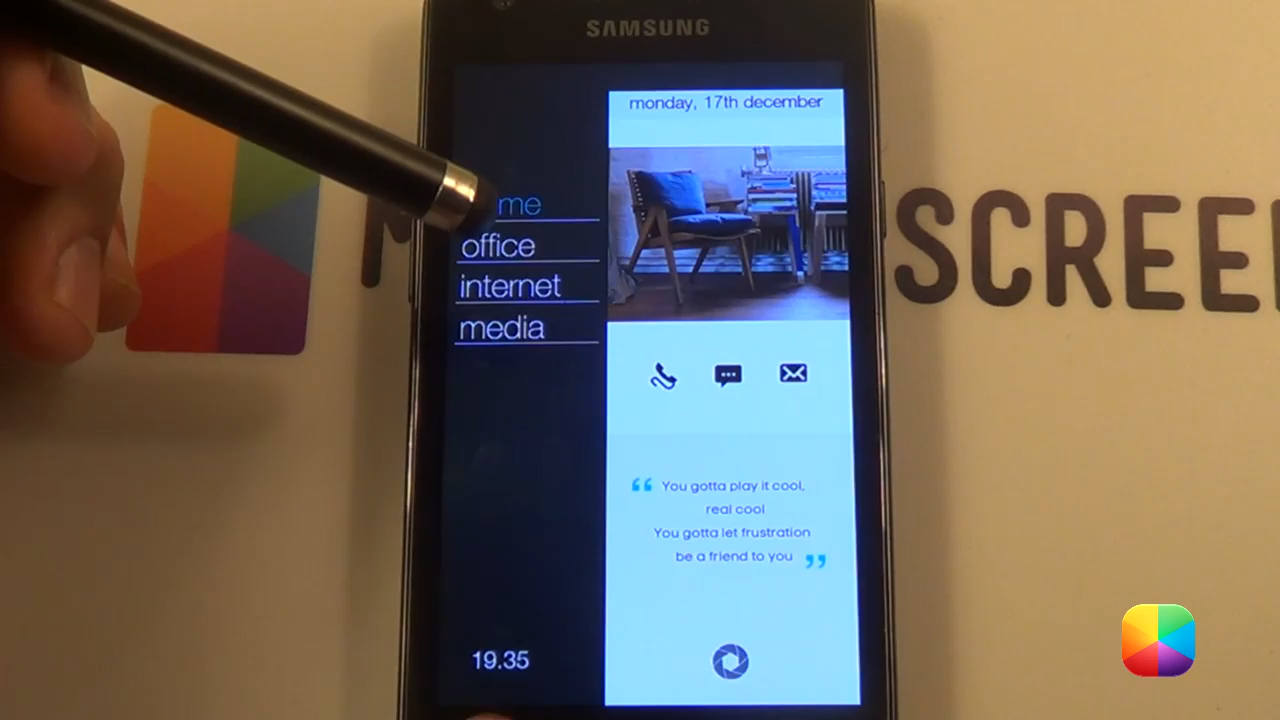 SAMSUNG
monday, 17th december
office
internet
media
SCREE
You gotta play it cool,
real cool
You gotta let frustration
be a friend to you
19.35